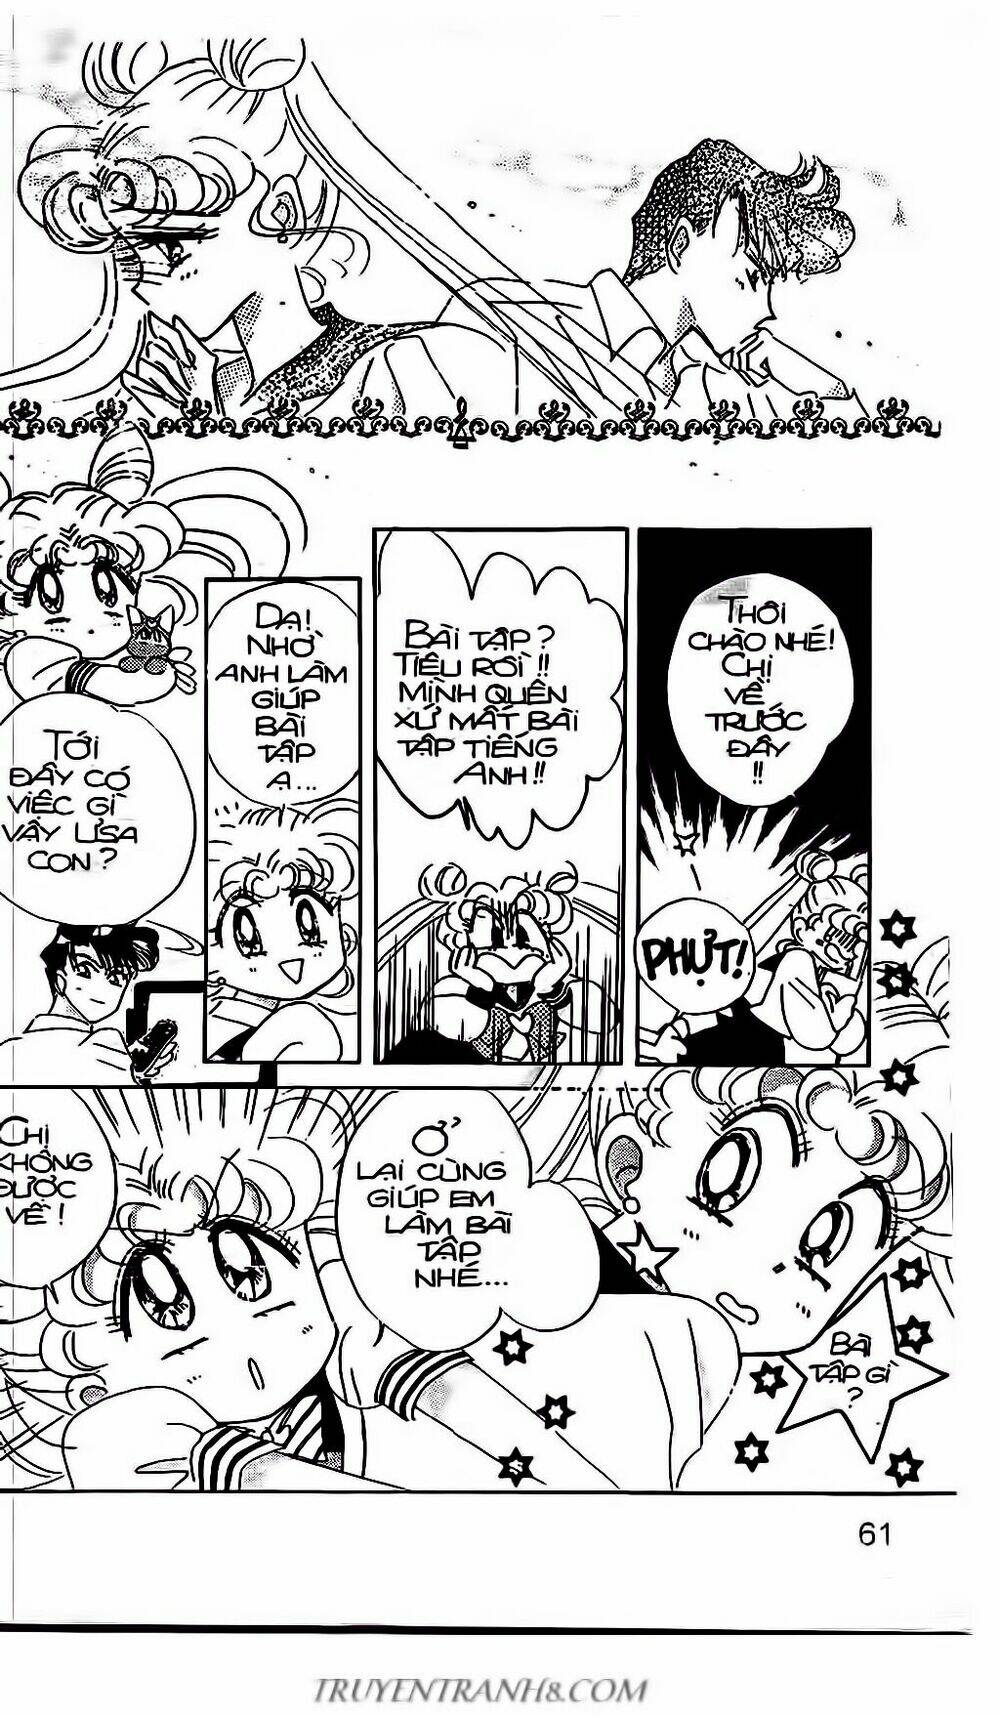 TỚI
ĐÂY CÓ
VIỆC GÌ
VẬY LISA
CON?
DẠ!
NHỜ
ANH LÀM
GIÚP
BÀI
TẬP
Ạ...
BÀI TẬP?
TIÊU RỒI!!
MÌNH QUÊN
XỨ MẤT BÀI
TẬP TIẾNG
ANH!!
THÔI
CHÀO NHÉ!
CHỊ
VỀ
TRƯỚC
ĐÂY
!!
PHỰT!
CHỊ
KHÔNG
ĐƯỢC
VỀ!
Ở
LẠI CÙNG
GIÚP EM
LÀM BÀI
TẬP
NHÉ...
BÀI
TẬP GÌ
?
61
TRUYENTRANH8.COM